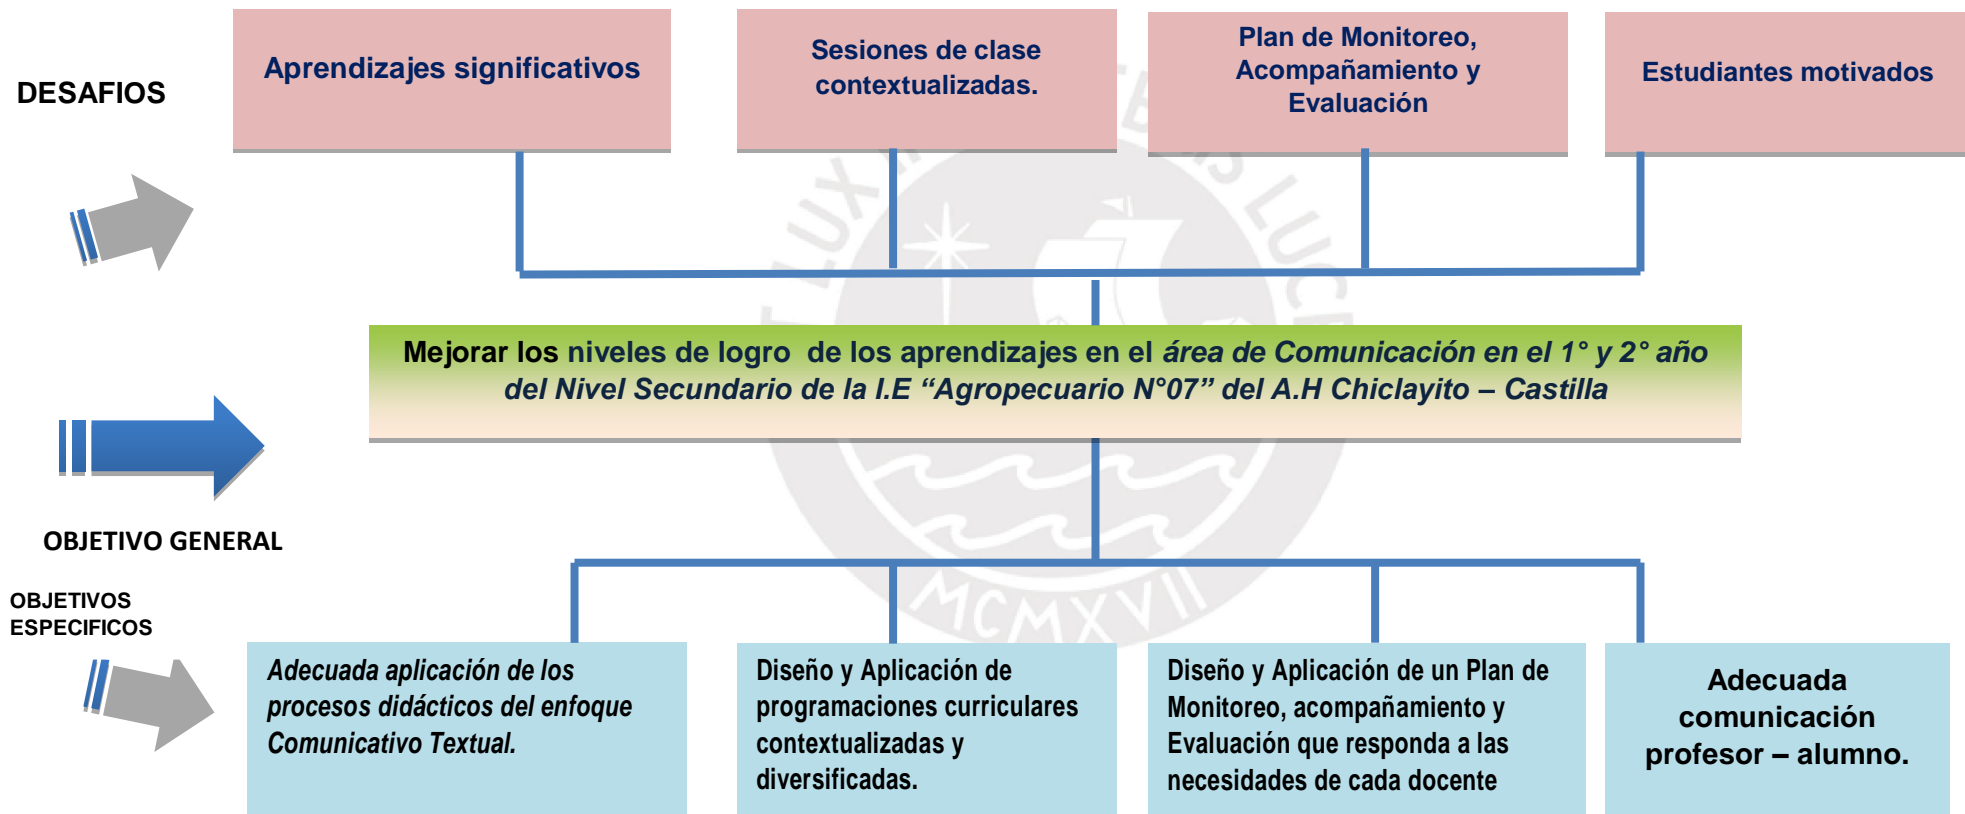 DESAFIOS
Aprendizajes significativos
Sesiones de clase
contextualizadas.
Plan de Monitoreo,
Acompañamiento y
Evaluación
Estudiantes motivados
Mejorar los niveles de logro de los aprendizajes en el área de Comunicación en el 1° y 2° año
del Nivel Secundario de la I.E “Agropecuario N°07” del A.H Chiclayito – Castilla
OBJETIVO GENERAL
OBJETIVOS
ESPECIFICOS
Adecuada aplicación de los
procesos didácticos del enfoque
Comunicativo Textual.
Diseño y Aplicación de
programaciones curriculares
contextualizadas y
diversificadas.
Diseño y Aplicación de un Plan de
Monitoreo, acompañamiento y
Evaluación que responda a las
necesidades de cada docente
Adecuada
comunicación
profesor – alumno.
MCMXVII